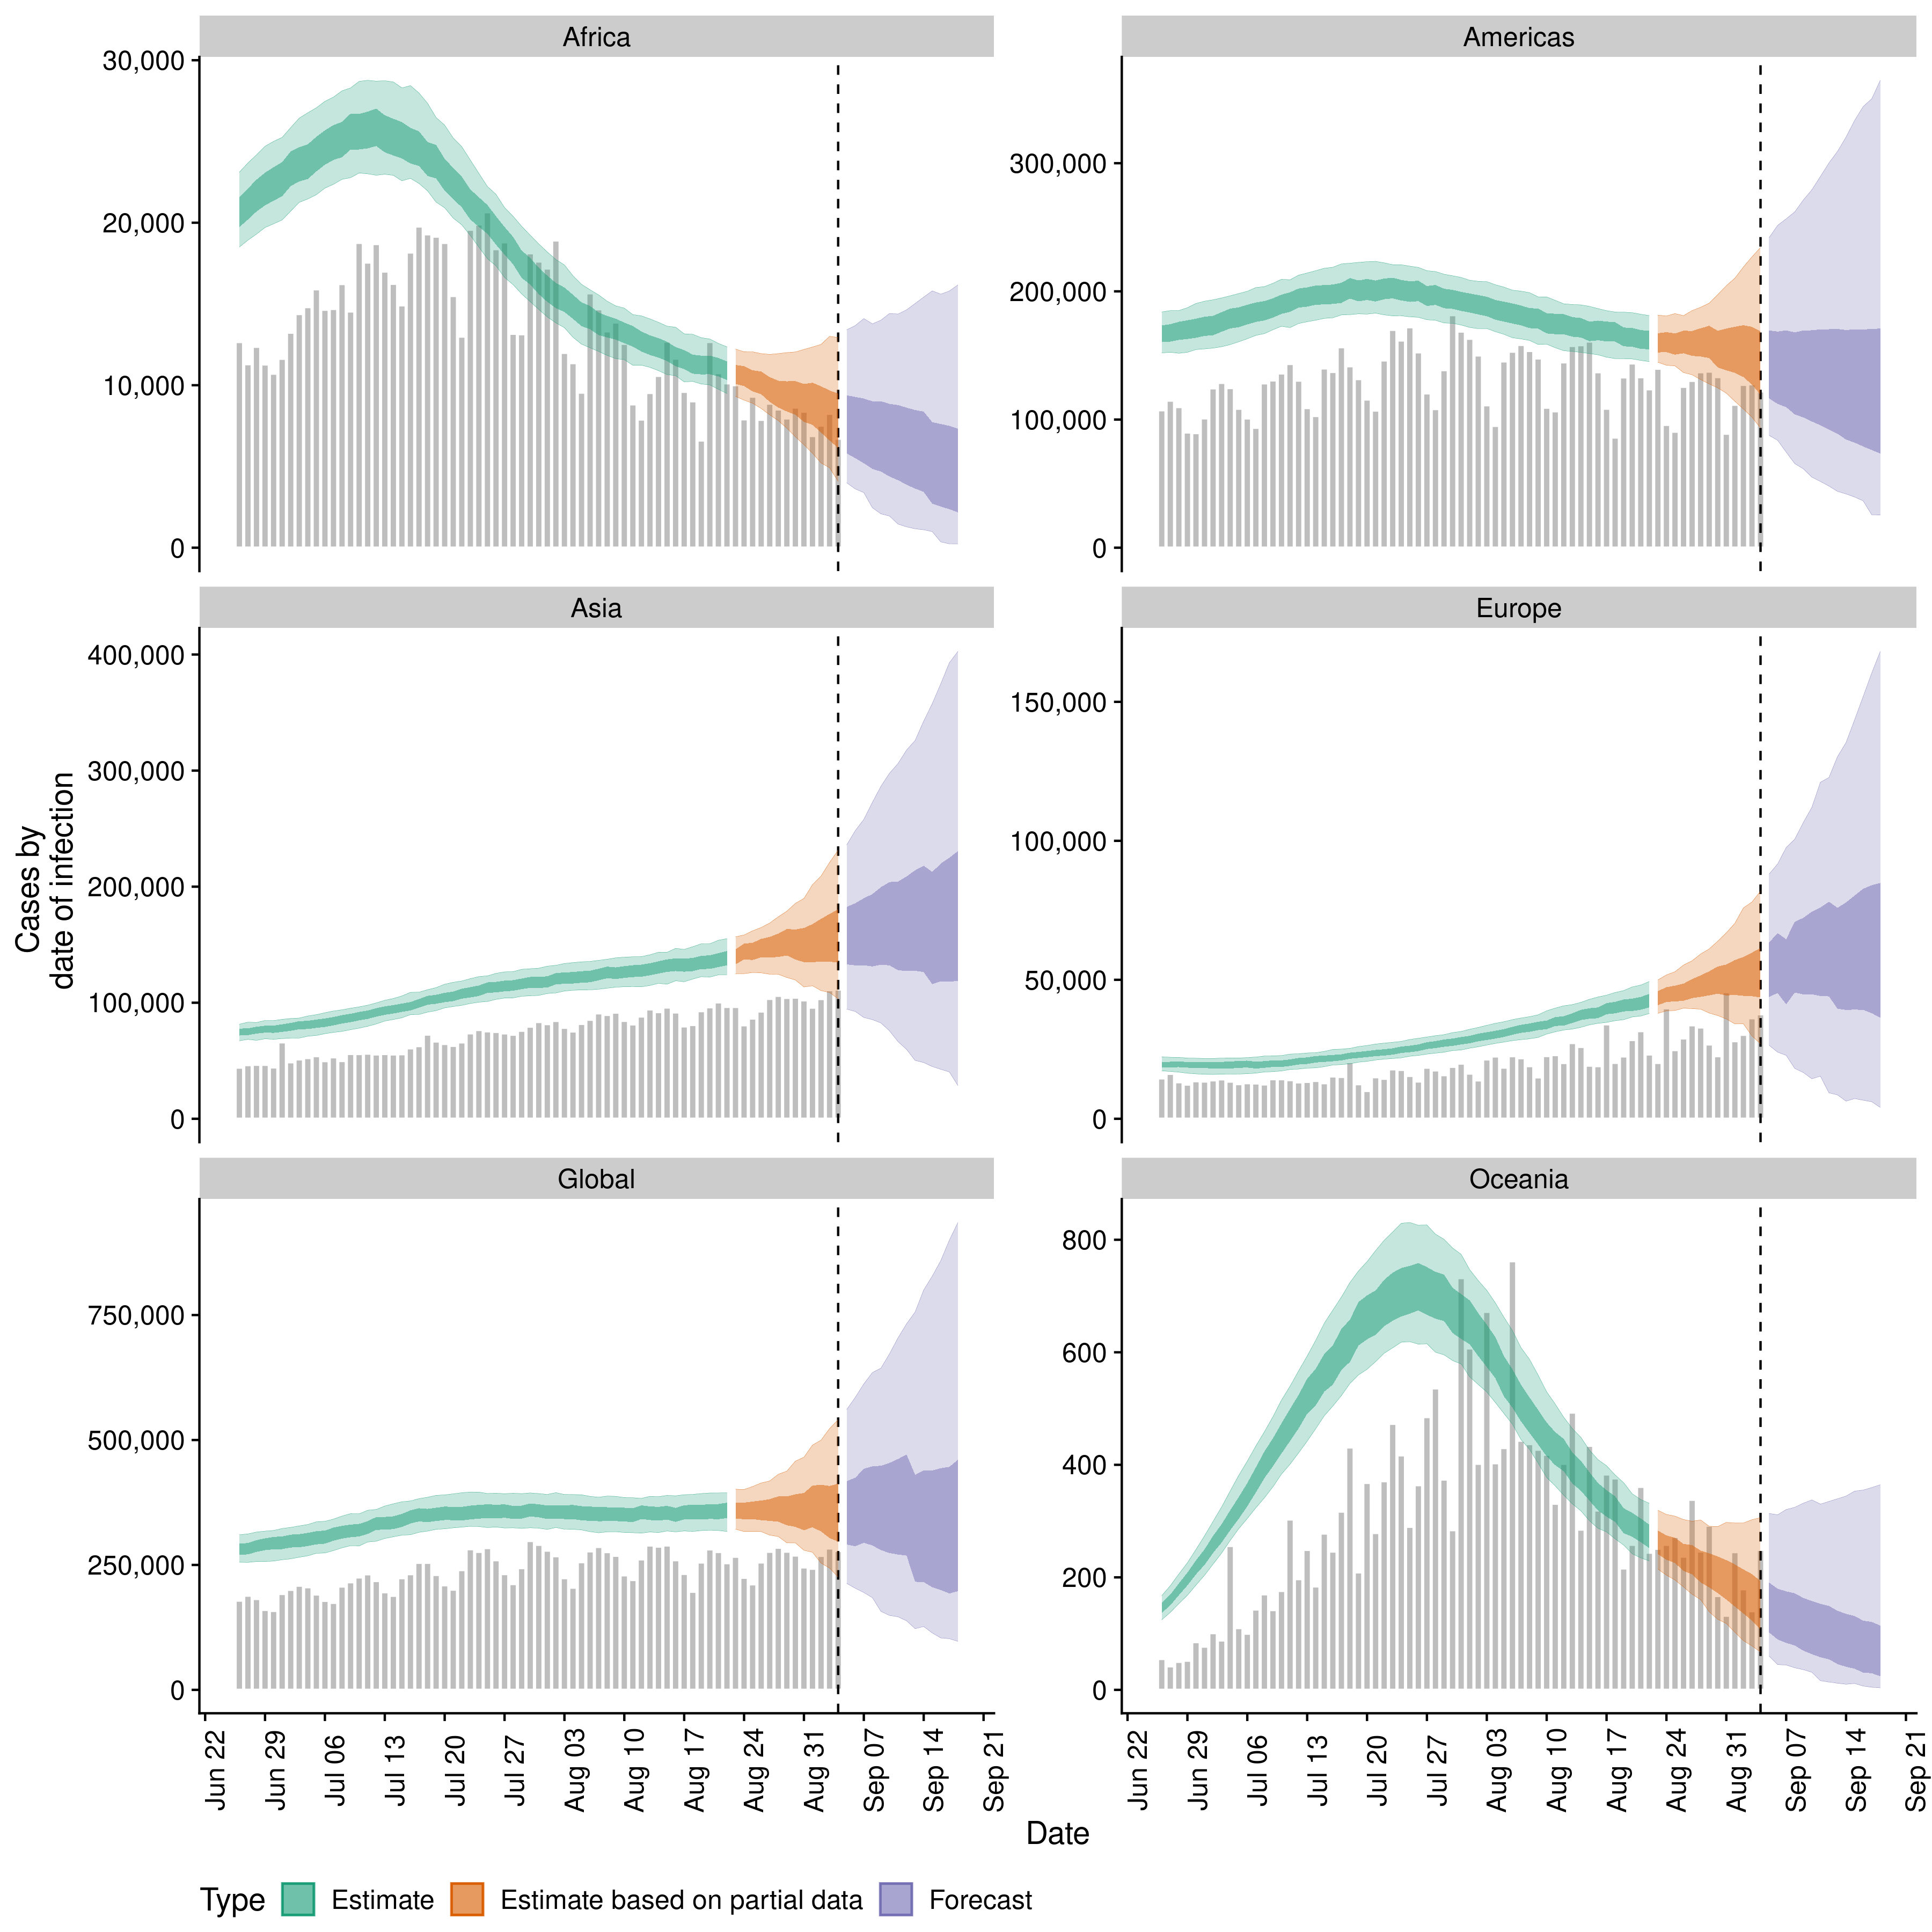 Africa
Americas
30,000
20,000
10,000
0
300,000
200,000
100,000
0
Asia
Europe
400,000
300,000
200,000
100,000
0
150,000
100,000
50,000
0
Cases by
date of infection
Global
Oceania
750,000
500,000
250,000
0
800
600
400
200
0
Jun 22
Jun 29
Jul 06
Jul 13
Jul 20
Jul 27
Aug 03
Aug 10
Aug 17
Aug 24
Aug 31
Sep 07
Sep 14
Sep 21
Jun 22
Jun 29
Jul 06
Jul 13
Jul 20
Jul 27
Aug 03
Aug 10
Aug 17
Aug 24
Aug 31
Sep 07
Sep 14
Sep 21
Date
Type Estimate Estimate based on partial data Forecast